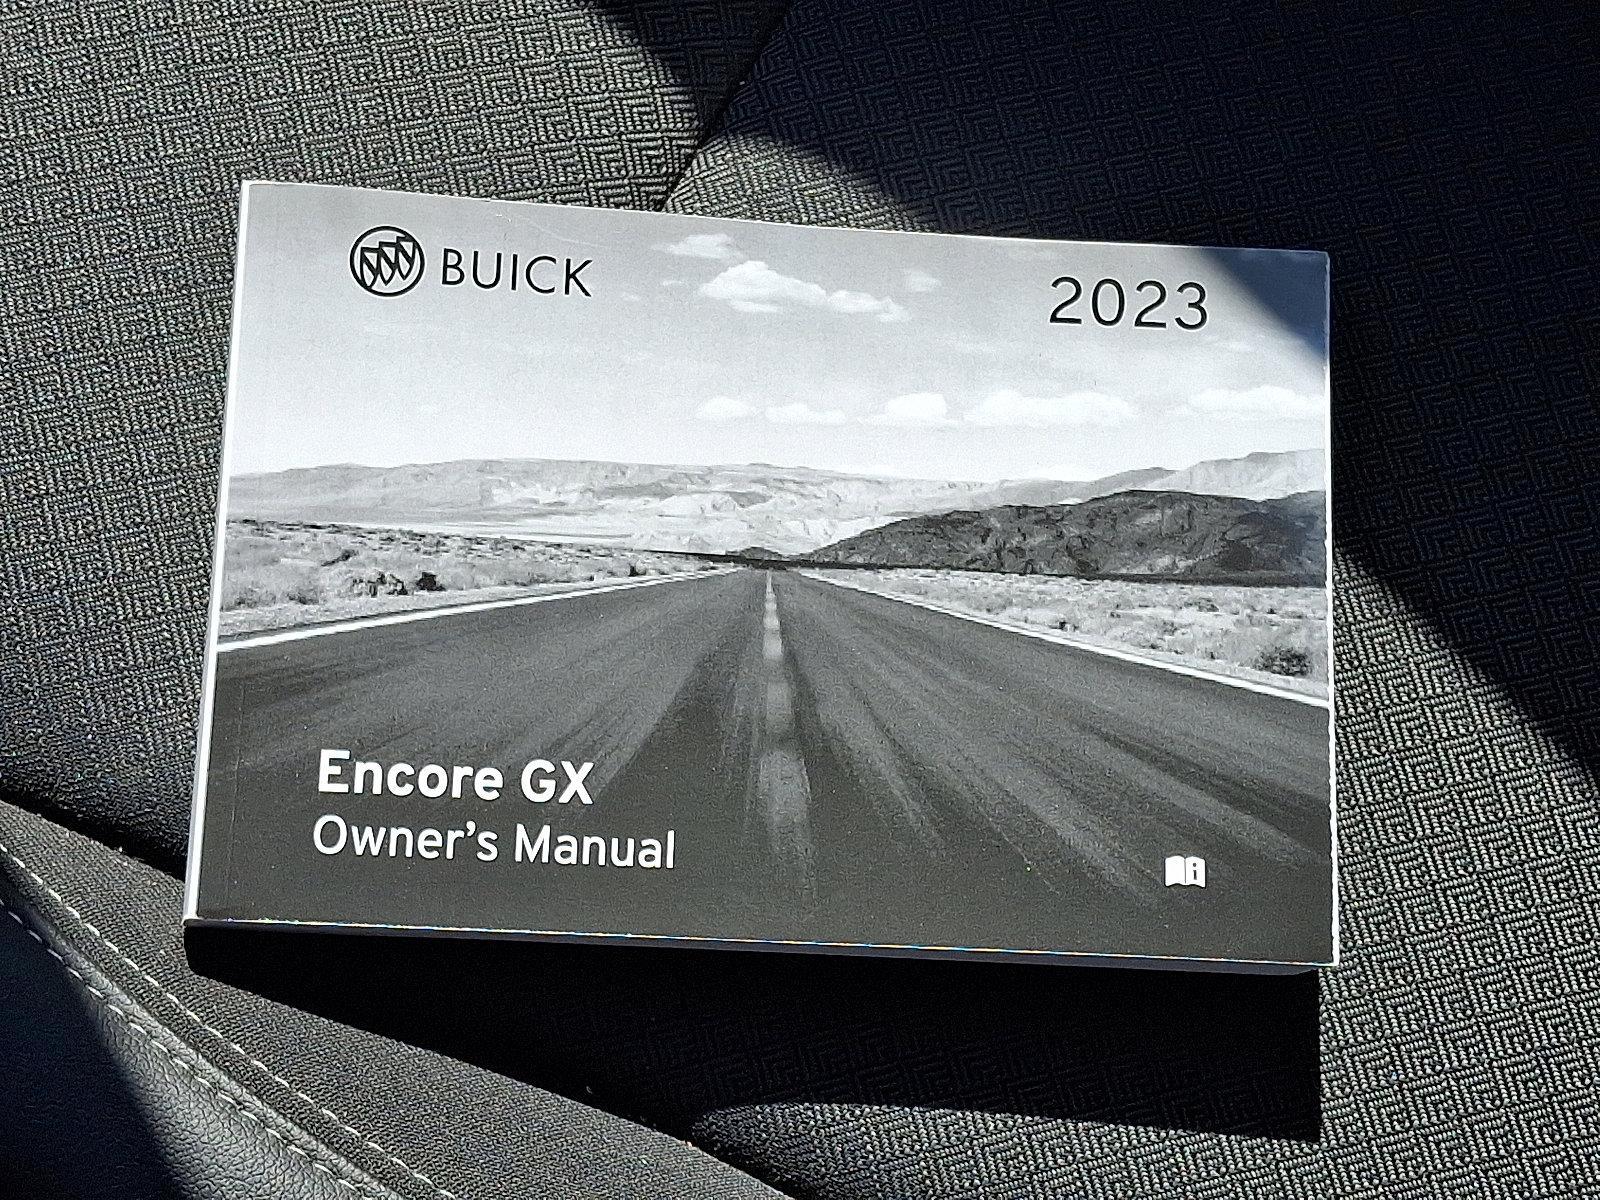 BUICK
2023
Encore GX
Owner's Manual